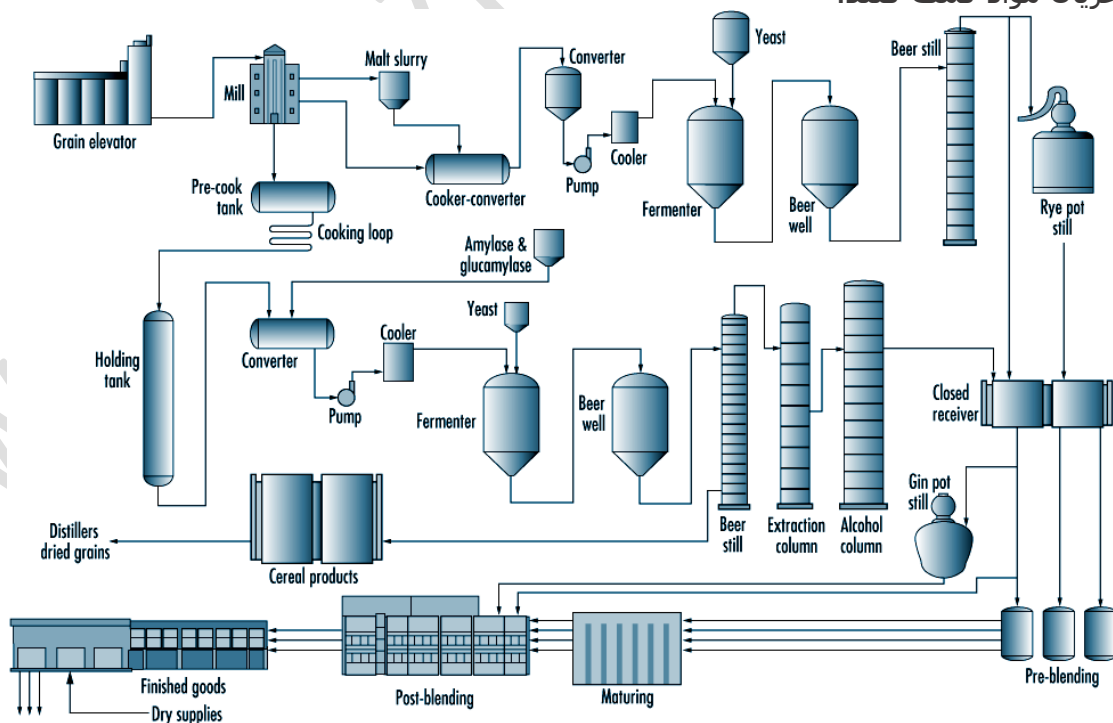 جریان مواد
Grain elevator
Mill
Malt slurry
Converter
Yeast
Beer still
Pump
Cooler
Cooker-converter
Fermenter
Beer
well
Rye pot
still
Pre-cook
tank
Cooking loop
Amylase &
glucamylase
Holding
tank
Converter
Pump
Cooler
Yeast
Fermenter
Beer
well
Beer
still
Extraction
column
Alcohol
column
Closed
receiver
Gin pot
still
Distillers
dried grains
Cereal products
Finished goods
Dry supplies
Post-blending
Maturing
Pre-blending